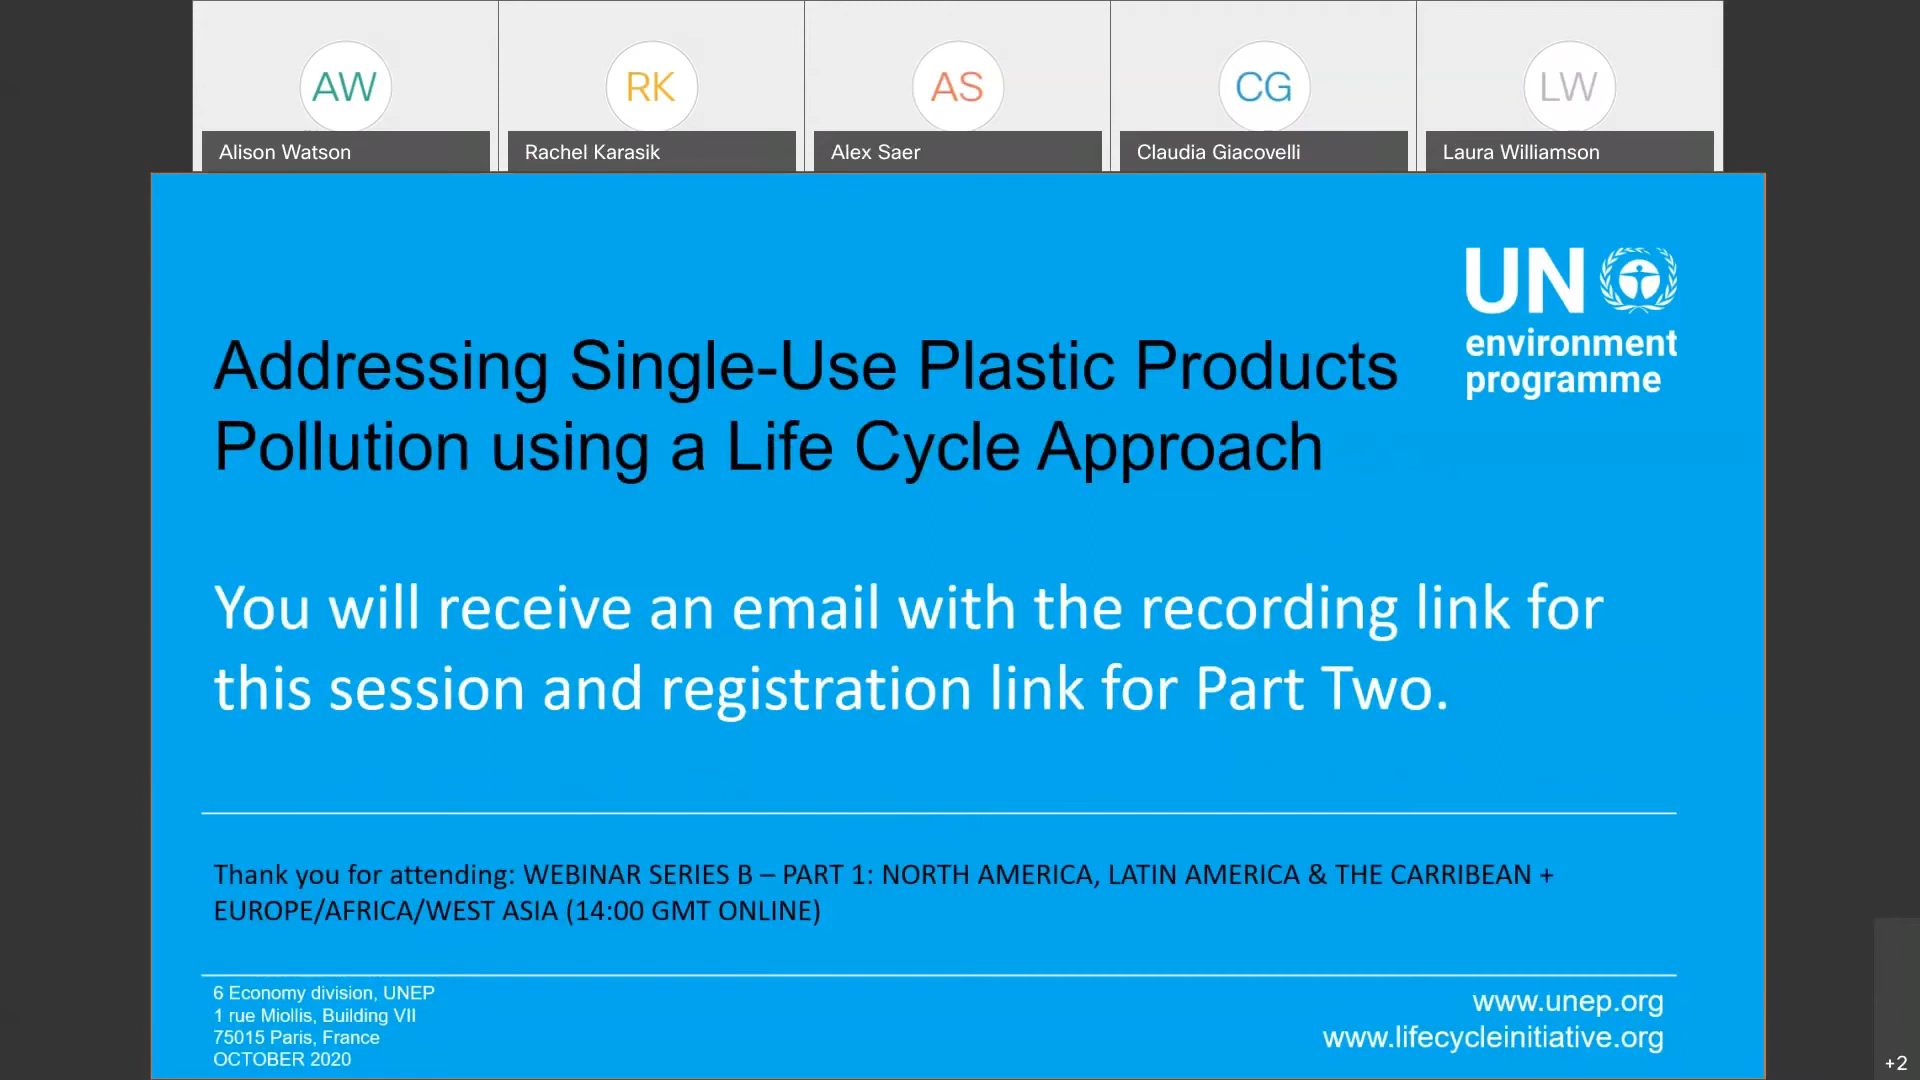 AW
RK
AS
CG
LW
Alison Watson
Rachel Karasik
Alex Saer
Claudia Giacovelli
Laura Williamson
UN
environment
programme
Addressing Single-Use Plastic Products
Pollution using a Life Cycle Approach
You will receive an email with the recording link for
this session and registration link for Part Two.
Thank you for attending: WEBINAR SERIES B – PART 1: NORTH AMERICA, LATIN AMERICA & THE CARRIBEAN +
EUROPE/AFRICA/WEST ASIA (14:00 GMT ONLINE)
6 Economy division, UNEP
1 rue Miollis, Building VII
75015 Paris, France
OCTOBER 2020
www.unep.org
www.lifecycleinitiative.org
+2